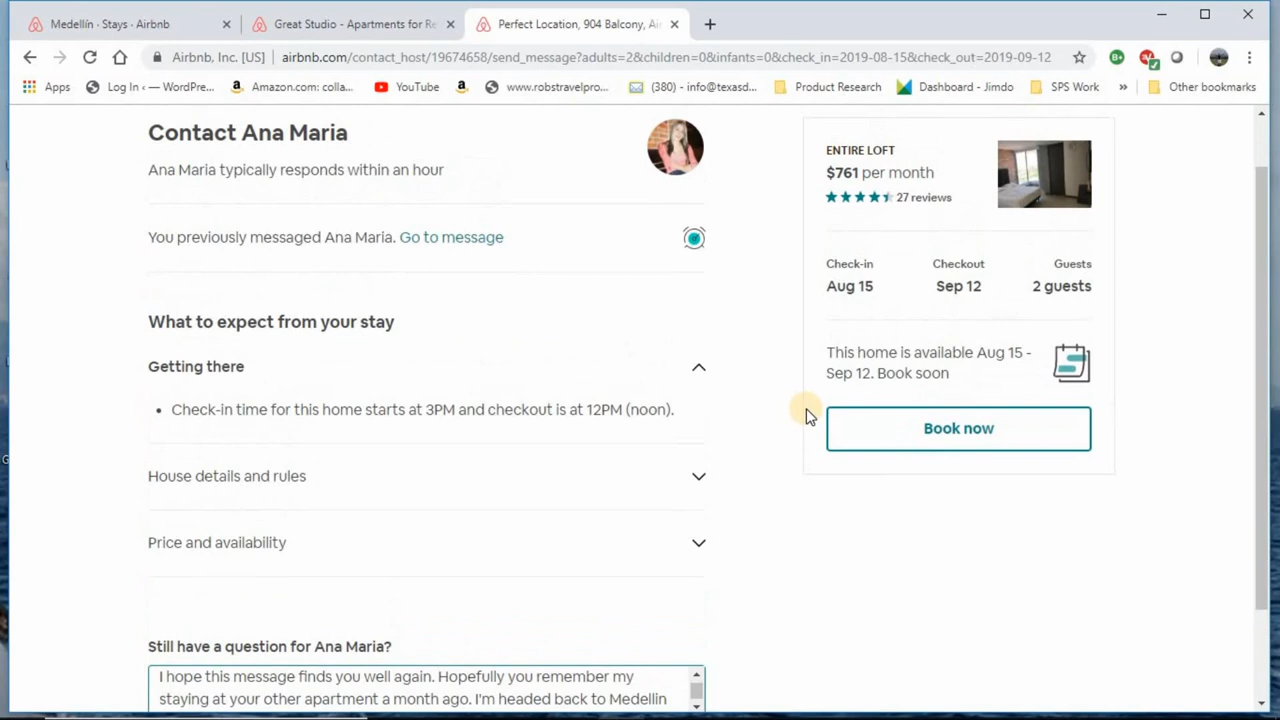 Medellín · Stays · Airbnb
Great Studio - Apartments for Re
Perfect Location, 904 Balcony, Air
Airbnb, Inc. [US]
airbnb.com/contact_host/19674658/send_message?adults=2&children=0&infants=0&check_in=2019-08-15&check_out=2019-09-12
Apps
Log In ‹ — WordPre...
Amazon.com: colla...
YouTube
www.robstravelpro...
(380) - info@texasd...
Product Research
Dashboard - Jimdo
SPS Work
»
Other bookmarks
Contact Ana Maria
Ana Maria typically responds within an hour
You previously messaged Ana Maria. Go to message
What to expect from your stay
Getting there
• Check-in time for this home starts at 3PM and checkout is at 12PM (noon).
House details and rules
Price and availability
Still have a question for Ana Maria?
I hope this message finds you well again. Hopefully you remember my
staying at your other apartment a month ago. I'm headed back to Medellin
ENTIRE LOFT
$761 per month
27 reviews
Check-in
Checkout
Guests
Aug 15
Sep 12
2 guests
This home is available Aug 15 -
Sep 12. Book soon
Book now